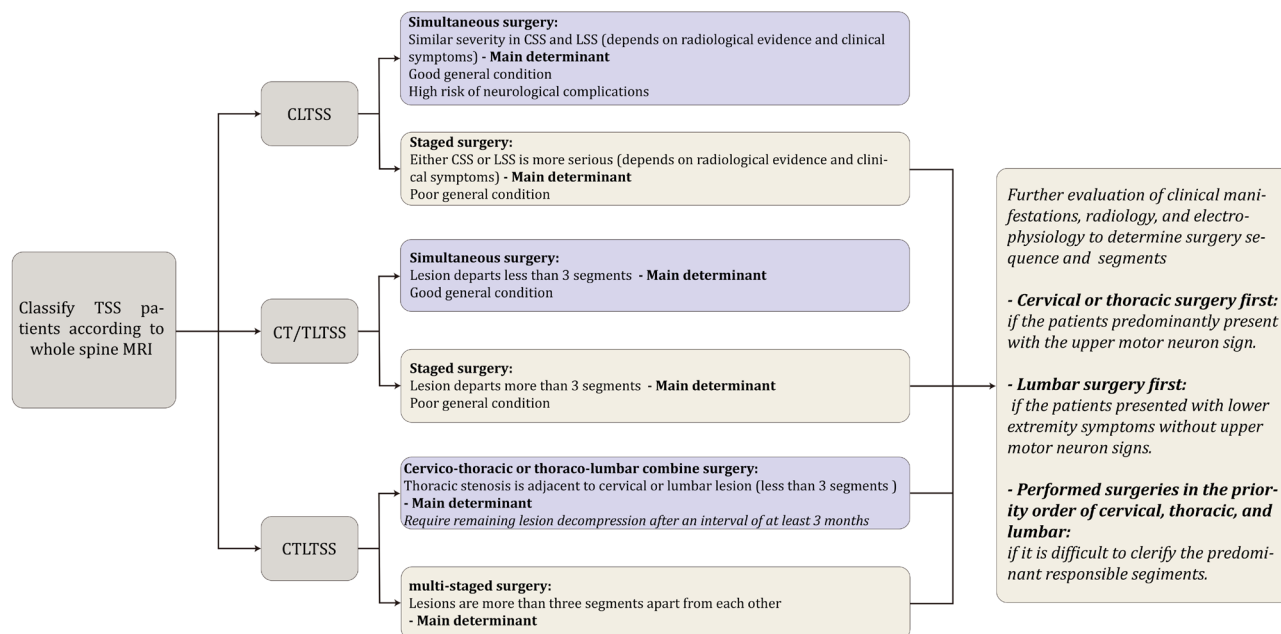 Classify TSS pa-
tients according to
whole spine MRI
CLTSS
Simultaneous surgery:
Similar severity in CSS and LSS (depends on radiological evidence and clinical
symptoms) - Main determinant
Good general condition
High risk of neurological complications
Staged surgery:
Either CSS or LSS is more serious (depends on radiological evidence and clini-
cal symptoms) - Main determinant
Poor general condition
CT/TLTSS
Simultaneous surgery:
Lesion departs less than 3 segments - Main determinant
Good general condition
Staged surgery:
Lesion departs more than 3 segments - Main determinant
Poor general condition
CTLTSS
Cervico-thoracic or thoraco-lumbar combine surgery:
Thoracic stenosis is adjacent to cervical or lumbar lesion (less than 3 segments )
- Main determinant
Require remaining lesion decompression after an interval of at least 3 months
multi-staged surgery:
Lesions are more than three segments apart from each other
- Main determinant
Further evaluation of clinical mani-
festations, radiology, and electro-
physiology to determine surgery se-
quence and segments
- Cervical or thoracic surgery first:
if the patients predominantly present
with the upper motor neuron sign.
- Lumbar surgery first:
if the patients presented with lower
extremity symptoms without upper
motor neuron signs.
- Performed surgeries in the prior-
ity order of cervical, thoracic, and
lumbar:
if it is difficult to clerify the predomi-
nant responsible segiments.